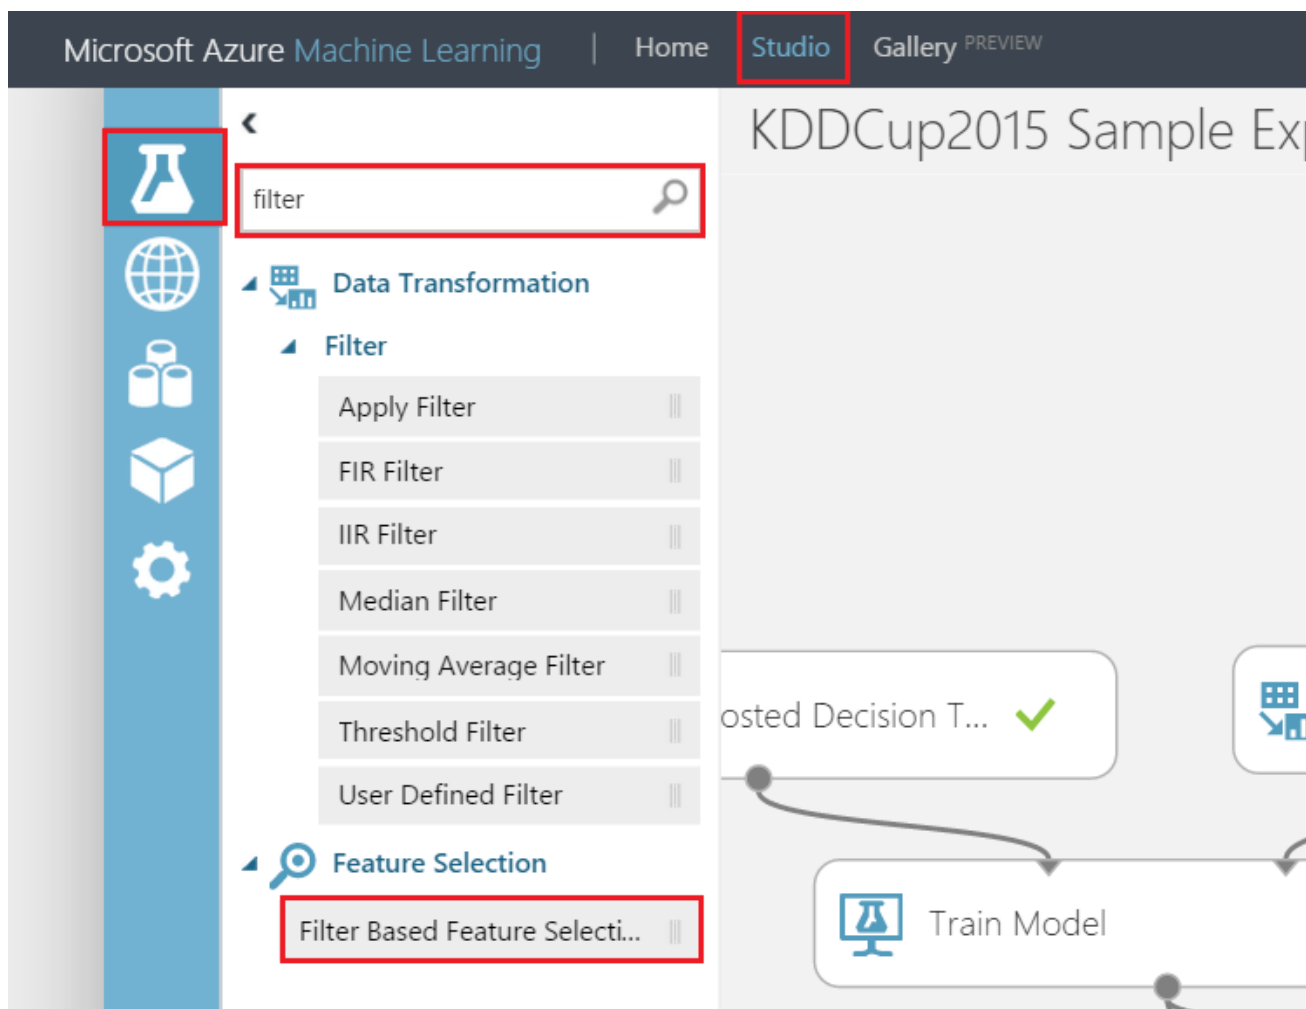 Microsoft Azure Machine Learning | Home Studio Gallery PREVIEW
KDDCup2015 Sample Exp
filter
Data Transformation
Filter
Apply Filter
FIR Filter
IIR Filter
Median Filter
Moving Average Filter
Threshold Filter
User Defined Filter
Feature Selection
Filter Based Feature Selecti...
osted Decision T...
Train Model